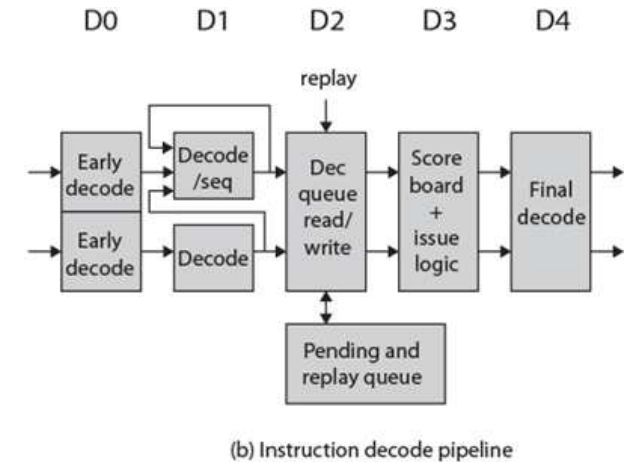 D0 D1 D2 D3 D4
replay
Early
decode
Decode
/seq
Dec
queue
read/
write
Score
board
+
issue
logic
Final
decode
Early
decode
Decode
Pending and
replay queue
(b) Instruction decode pipeline